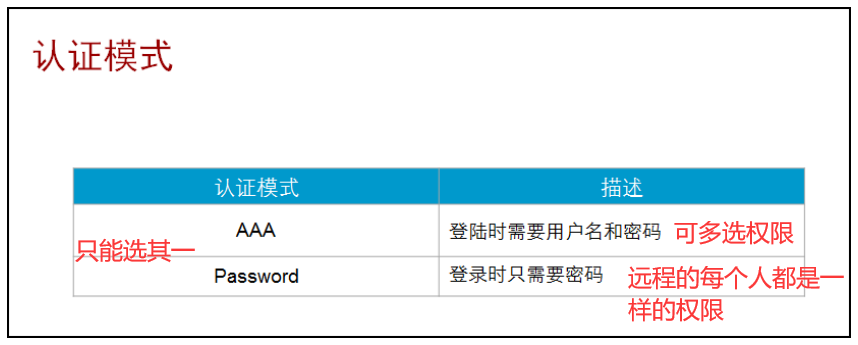 认证模式
认证模式 描述
AAA 登陆时需要用户名和密码 可多选权限
只能选其一
Password 登录时只需要密码 远程的每个人都是一
样的权限